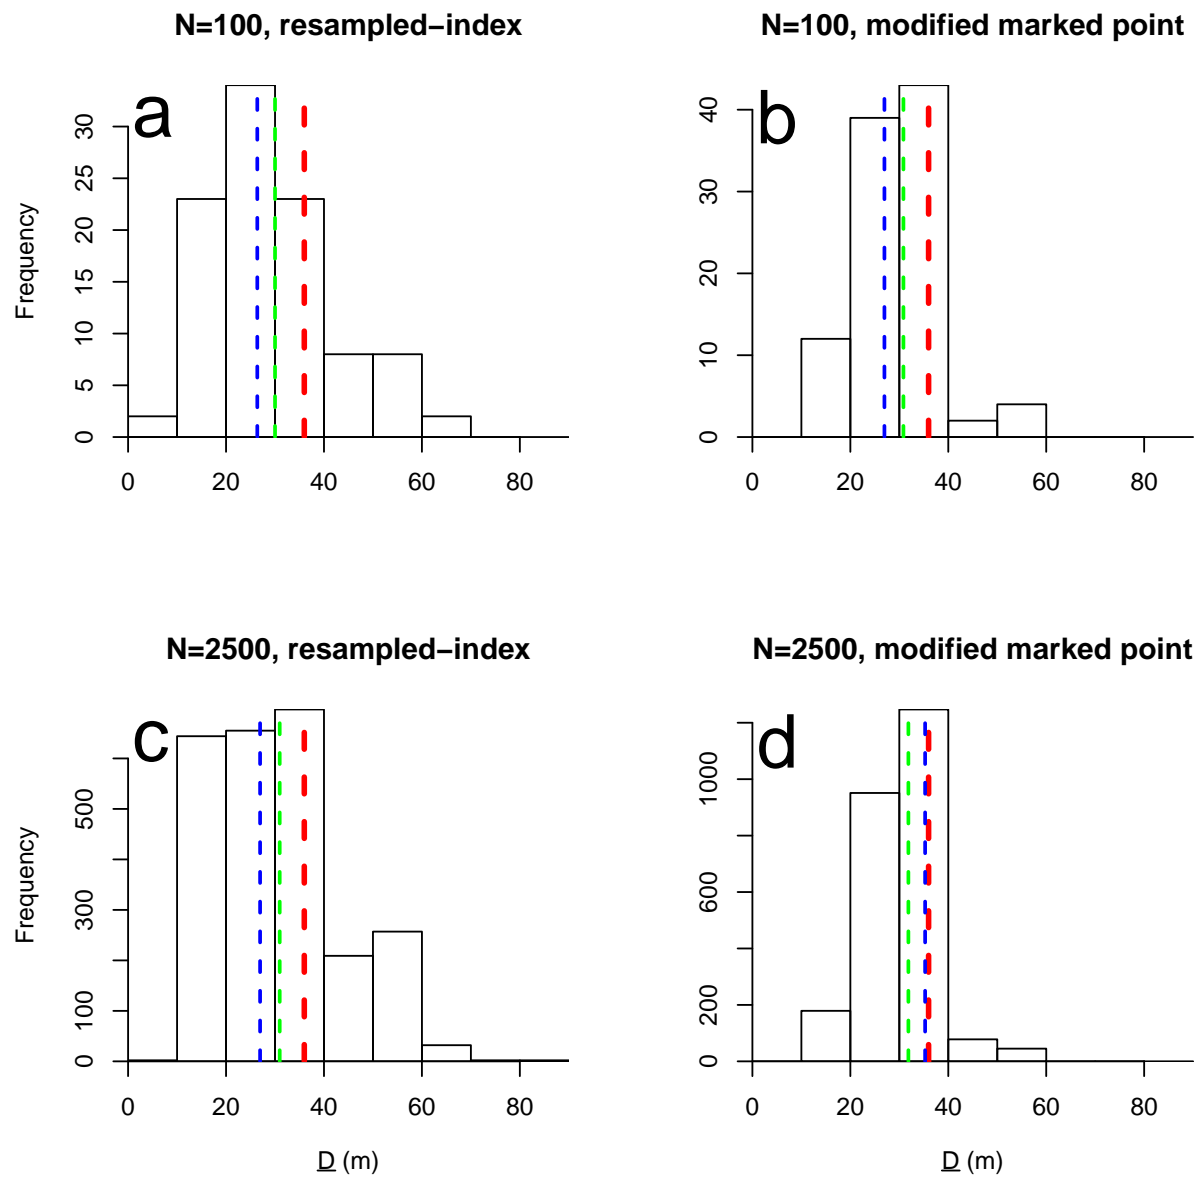 N=100, resampled−index
a
Frequency
0 5 10 15 20 25 30
0 20 40 60 80
N=100, modified marked point
b
0 10 20 30 40
0 20 40 60 80
N=2500, resampled−index
c
Frequency
0 100 300 500
0 20 40 60 80
D (m)
N=2500, modified marked point
d
0 200 600 1000
0 20 40 60 80
D (m)